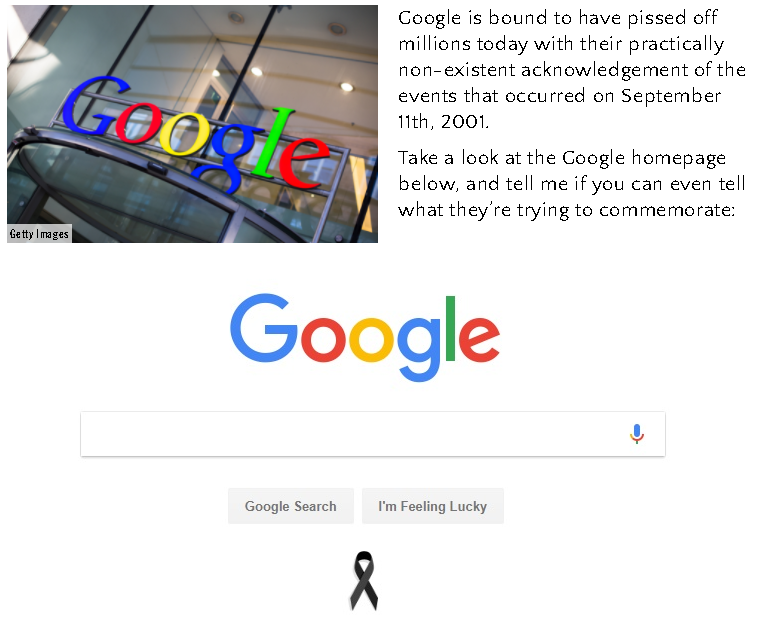 Google
Getty Images
Google is bound to have pissed off
millions today with their practically
non-existent acknowledgement of the
events that occurred on September
11th, 2001.
Take a look at the Google homepage
below, and tell me if you can even tell
what they're trying to commemorate:
Google
Google Search
I'm Feeling Lucky